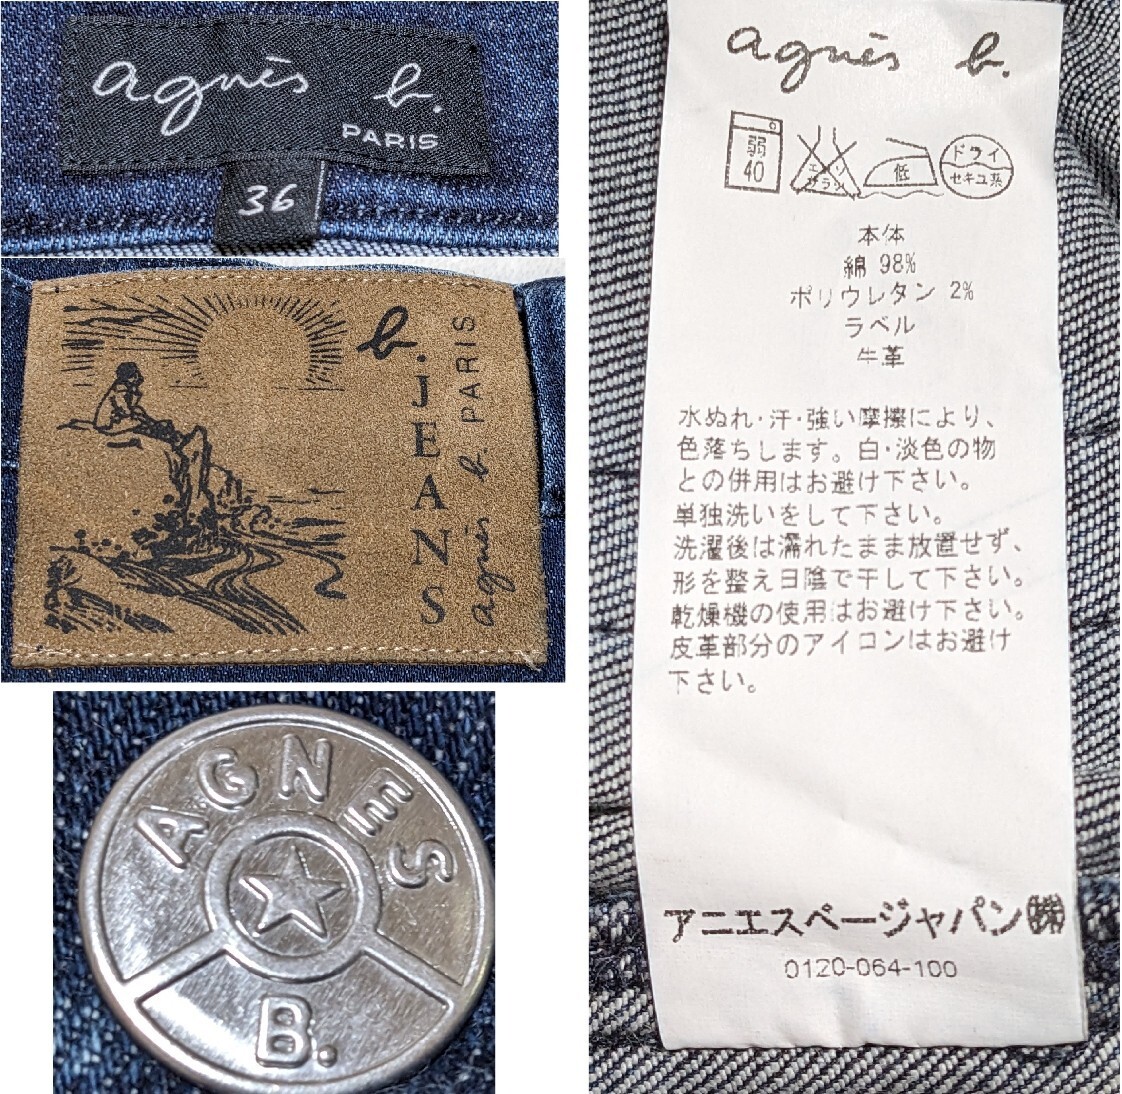 agnès b.
PARIS
36
b. JEANS
agnès b PARIS
AGNES
B.
agnès b.
弱
40
エンソ
サラシ
低
ドライ
セキユ系
本体
綿 98%
ポリウレタン 2%
ラベル
牛革
水ぬれ・汗・強い摩擦により、
色落ちします。白・淡色の物
との併用はお避け下さい。
単独洗いをして下さい。
洗濯後は濡れたまま放置せず、
形を整え日陰で干して下さい。
乾燥機の使用はお避け下さい。
皮革部分のアイロンはお避け
下さい。
アニエスベージャパン㈱
0120-064-100